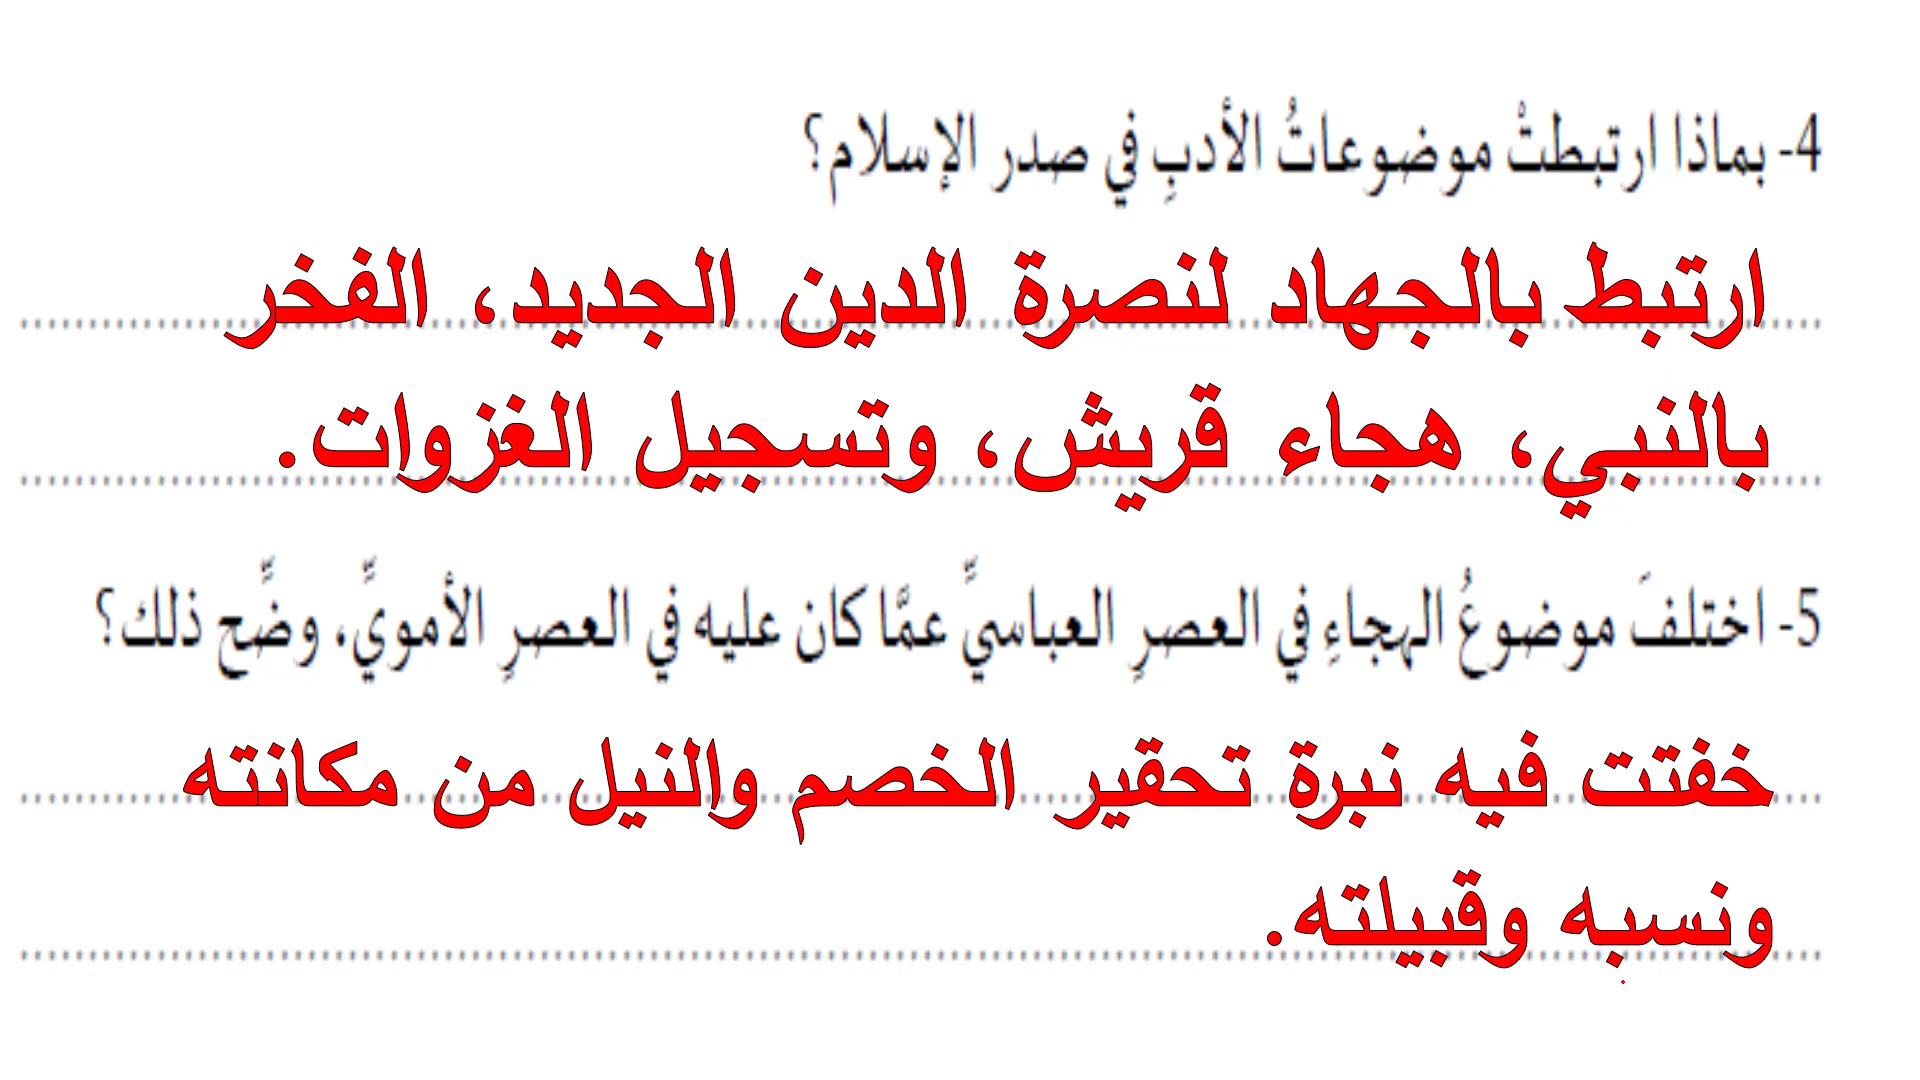 4- بماذا ارتبطتْ موضوعاتُ الأدبِ في صدر الإسلام؟
ارتبط بالجهاد لنصرة الدين الجديد، الفخر
بالنبي، هجاء قريش، وتسجيل الغزوات.
5- اختلفَ موضوعُ الهجاءِ في العصرِ العباسيِّ عمَّا كان عليه في العصرِ الأمويِّ، وضِّح ذلك؟
خفتت فيه نبرة تحقير الخصم والنيل من مكانته
ونسبه وقبيلته.